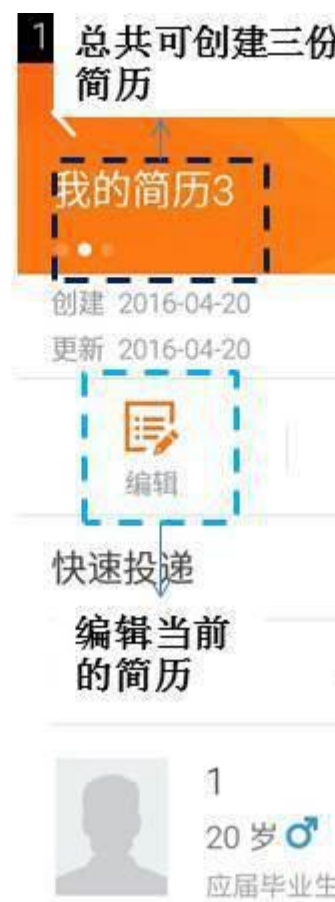 1
总共可创建三份
简历
我的简历3
创建 2016-04-20
更新 2016-04-20
编辑
快速投递
编辑当前
的简历
1
20 岁
应届毕业生